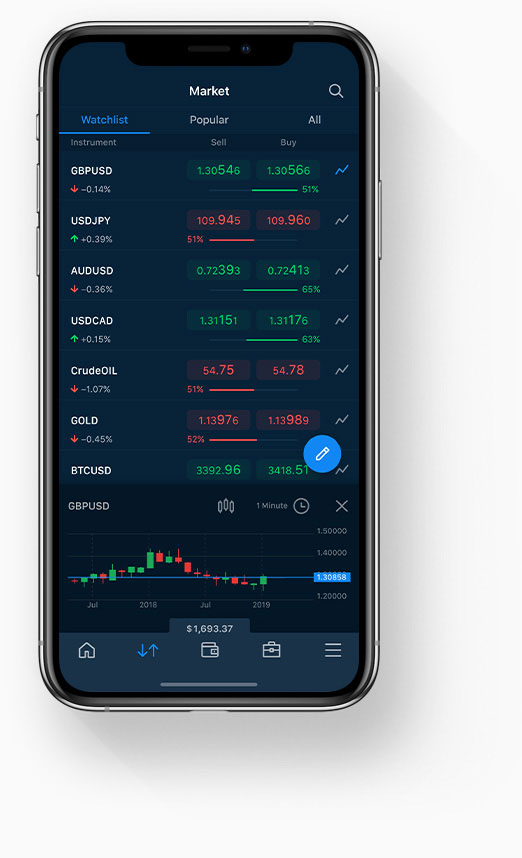 Market
Watchlist Popular All
Instrument Sell Buy
GBPUSD 1.30546 1.30566
−0.14% 51%
USDJPY 109.945 109.960
+0.39% 51%
AUDUSD 0.72393 0.72413
−0.36% 65%
USDCAD 1.31151 1.31176
+0.15% 63%
CrudeOIL 54.75 54.78
−1.07% 51%
GOLD 1.13976 1.13989
−0.45% 52%
BTCUSD 3392.96 3418.51
GBPUSD 1 Minute
1.50000
1.40000
1.30858
1.20000
Jul 2018 Jul 2019
$1,693.37